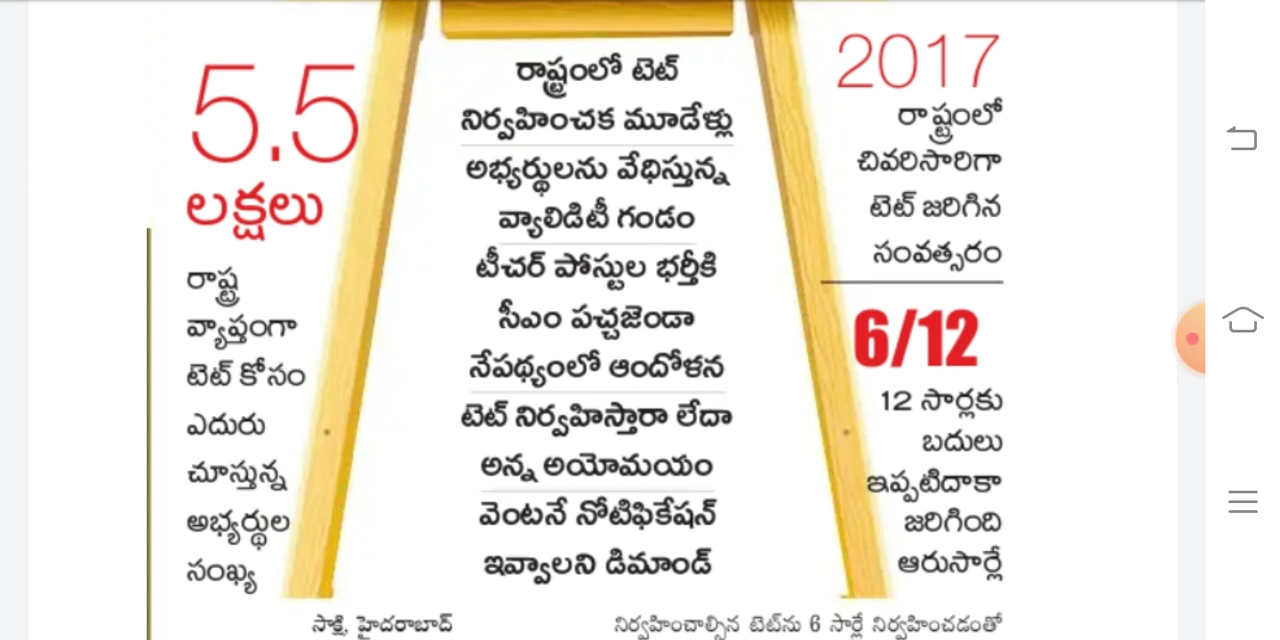 5.5
లక్షలు
రాష్ట్ర
వ్యాప్తంగా
టెట్ కోసం
ఎదురు
చూస్తున్న
అభ్యర్థుల
సంఖ్య
రాష్ట్రంలో టెట్
నిర్వహించక మూడేళ్లు
అభ్యర్థులను వేధిస్తున్న
వ్యాలిడిటీ గండం
టీచర్ పోస్టుల భర్తీకి
సీఎం పచ్చజెండా
నేపథ్యంలో ఆందోళన
టెట్ నిర్వహిస్తారా లేదా
అన్న అయోమయం
వెంటనే నోటిఫికేషన్
ఇవ్వాలని డిమాండ్
2017
రాష్ట్రంలో
చివరిసారిగా
టెట్ జరిగిన
సంవత్సరం
6/12
12 సార్లకు
బదులు
ఇప్పటిదాకా
జరిగింది
ఆరుసార్లే
సాక్షి, హైదరాబాద్
నిర్వహించాల్సిన టెట్‌ను 6 సార్లే నిర్వహించడంతో